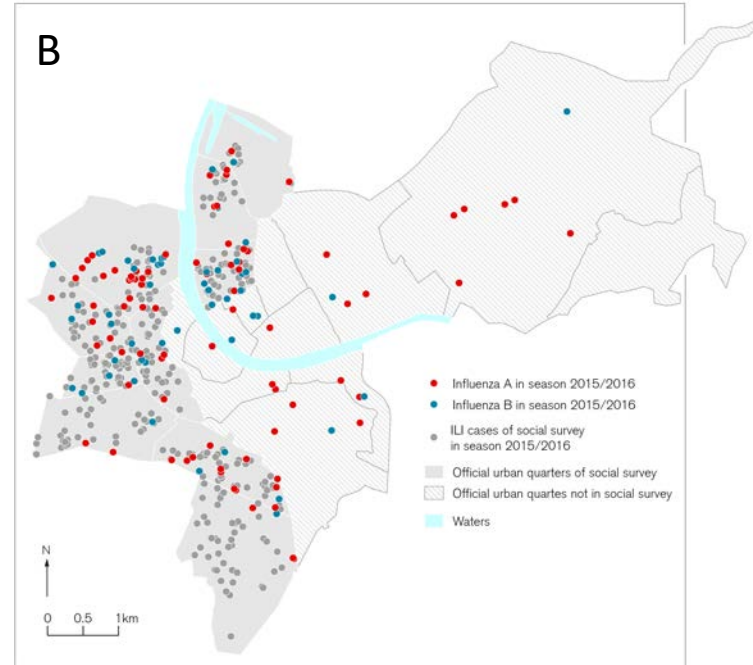 B
Influenza A in season 2015/2016
Influenza B in season 2015/2016
ILI cases of social survey
in season 2015/2016
Official urban quarters of social survey
Official urban quartes not in social survey
Waters
N
0 0.5 1km